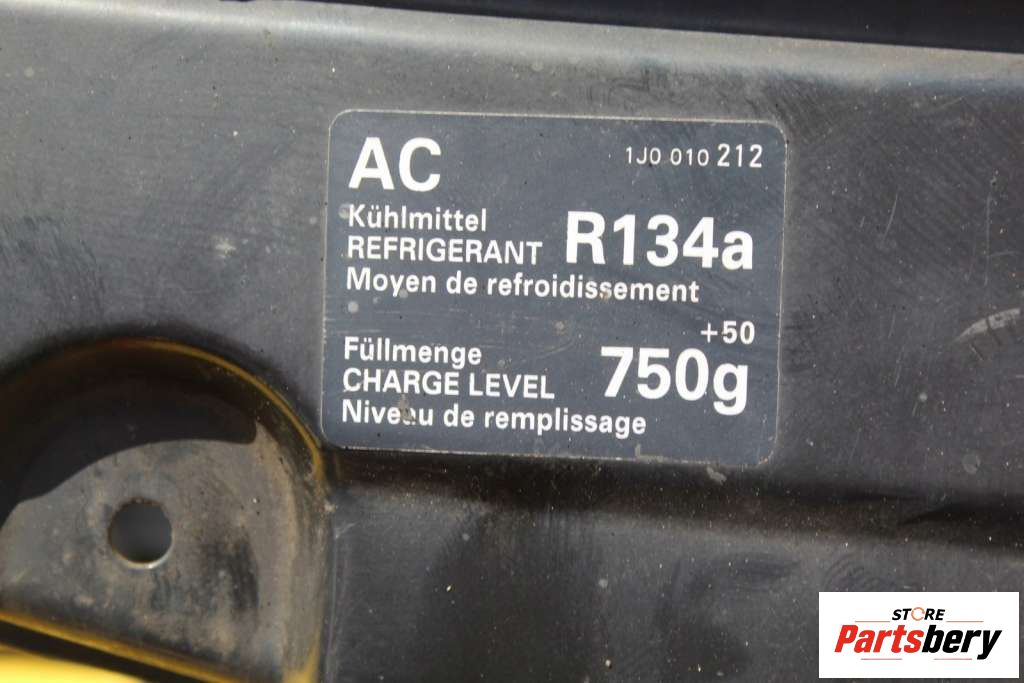 AC
1J0 010 212
Kühlmittel
REFRIGERANT R134a
Moyen de refroidissement
+50
Füllmenge
CHARGE LEVEL 750g
Niveau de remplissage
STORE
Partsbery